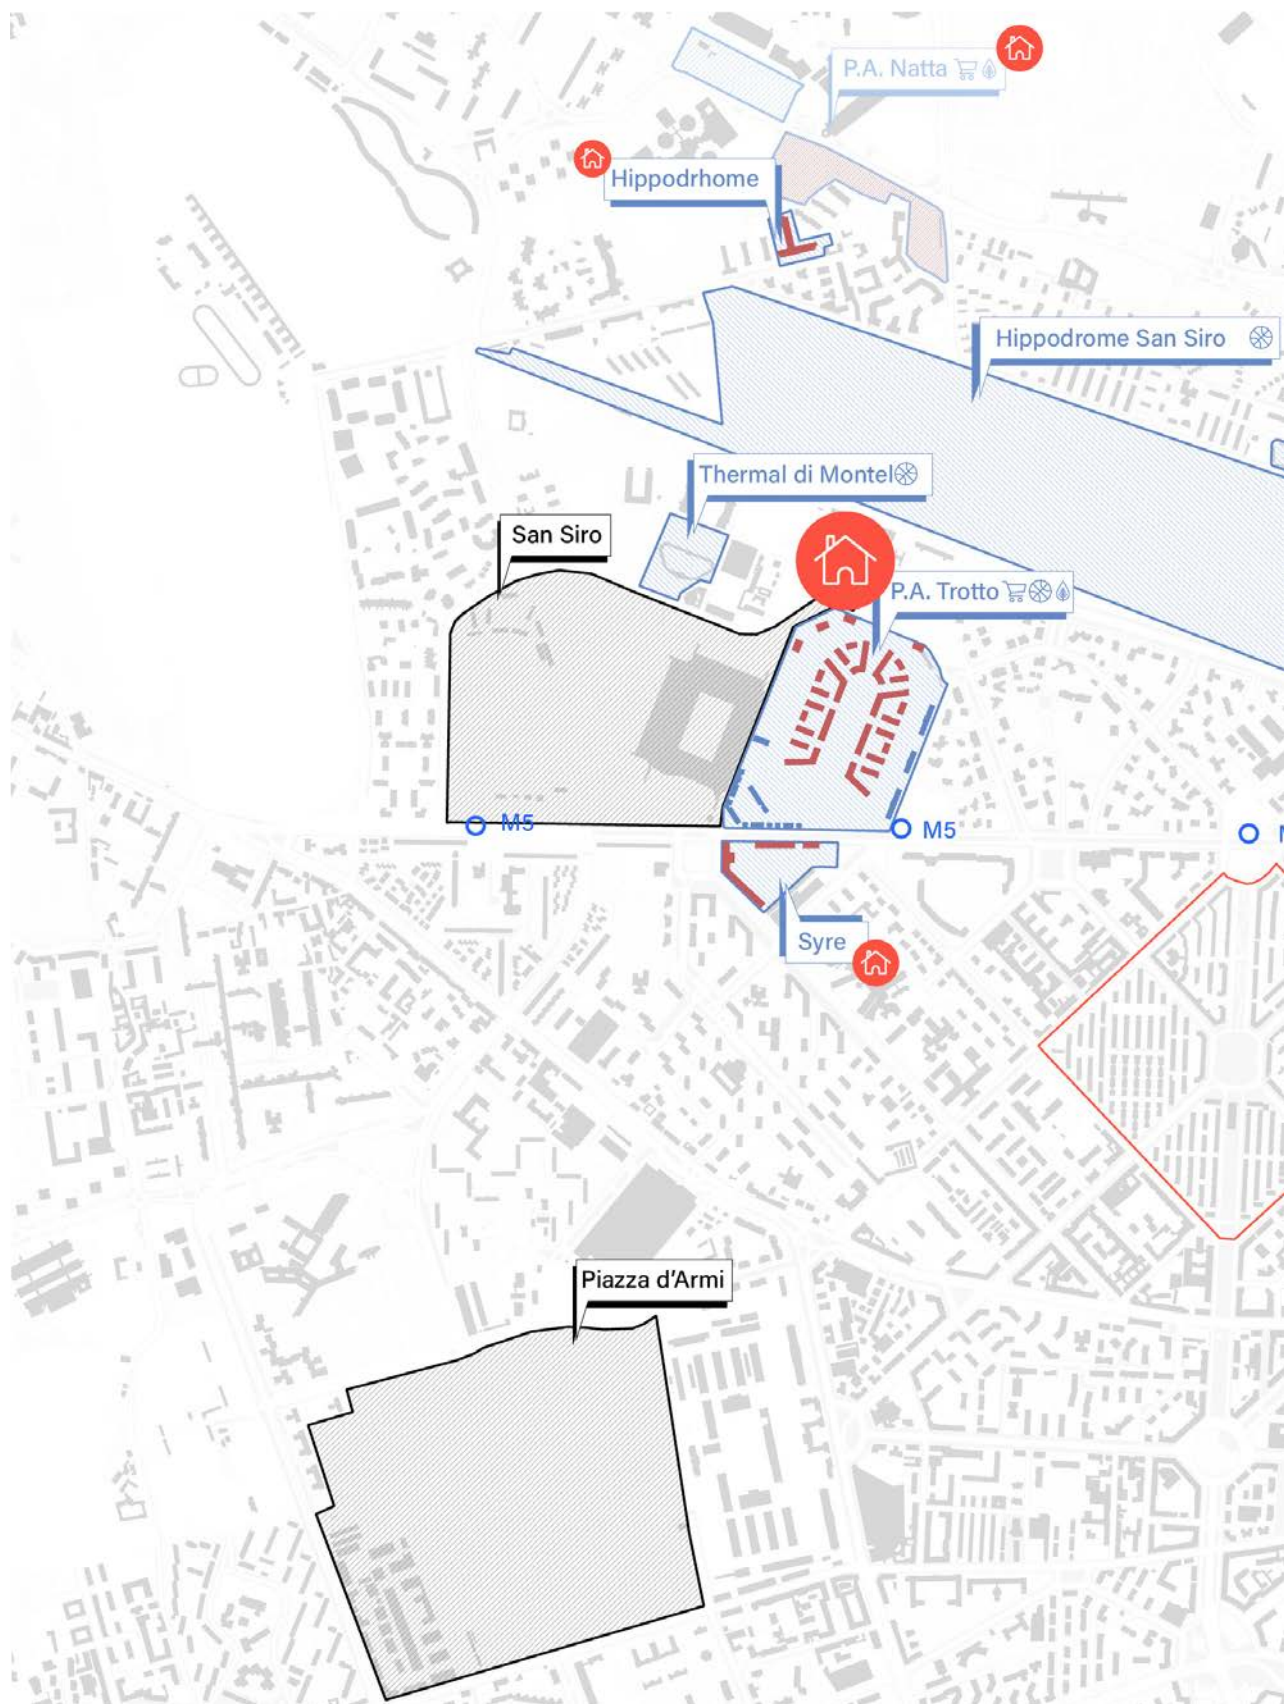 P.A. Natta
Hippodrhome
Hippodrome San Siro
Thermal di Montel
San Siro
P.A. Trotto
M5
M5
Syre
Piazza d'Armi